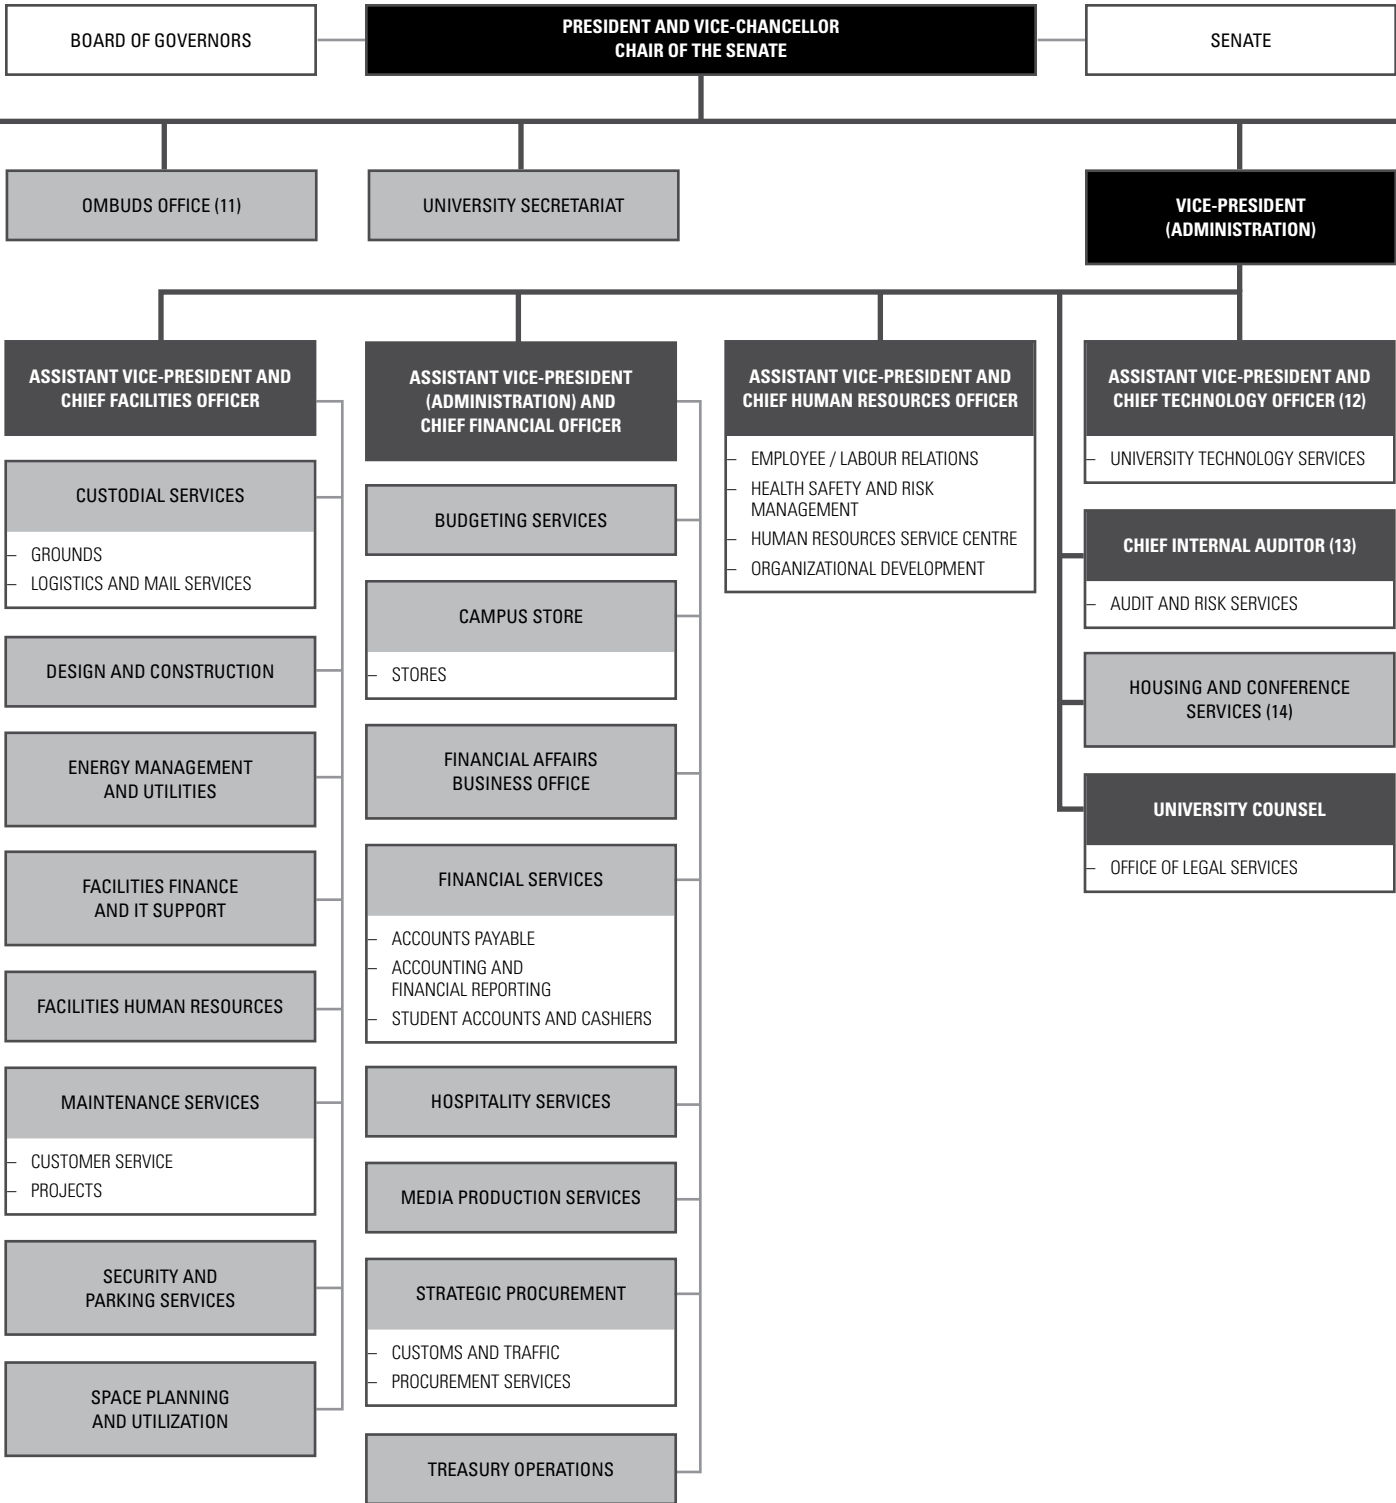 BOARD OF GOVERNORS
PRESIDENT AND VICE-CHANCELLOR
CHAIR OF THE SENATE
SENATE
OMBUDS OFFICE (11)
UNIVERSITY SECRETARIAT
VICE-PRESIDENT
(ADMINISTRATION)
ASSISTANT VICE-PRESIDENT AND
CHIEF FACILITIES OFFICER
CUSTODIAL SERVICES
– GROUNDS
– LOGISTICS AND MAIL SERVICES
DESIGN AND CONSTRUCTION
ENERGY MANAGEMENT
AND UTILITIES
FACILITIES FINANCE
AND IT SUPPORT
FACILITIES HUMAN RESOURCES
MAINTENANCE SERVICES
– CUSTOMER SERVICE
– PROJECTS
SECURITY AND
PARKING SERVICES
SPACE PLANNING
AND UTILIZATION
ASSISTANT VICE-PRESIDENT
(ADMINISTRATION) AND
CHIEF FINANCIAL OFFICER
BUDGETING SERVICES
CAMPUS STORE
– STORES
FINANCIAL AFFAIRS
BUSINESS OFFICE
FINANCIAL SERVICES
– ACCOUNTS PAYABLE
– ACCOUNTING AND
FINANCIAL REPORTING
– STUDENT ACCOUNTS AND CASHIERS
HOSPITALITY SERVICES
MEDIA PRODUCTION SERVICES
STRATEGIC PROCUREMENT
– CUSTOMS AND TRAFFIC
– PROCUREMENT SERVICES
TREASURY OPERATIONS
ASSISTANT VICE-PRESIDENT AND
CHIEF HUMAN RESOURCES OFFICER
– EMPLOYEE / LABOUR RELATIONS
– HEALTH SAFETY AND RISK
MANAGEMENT
– HUMAN RESOURCES SERVICE CENTRE
– ORGANIZATIONAL DEVELOPMENT
ASSISTANT VICE-PRESIDENT AND
CHIEF TECHNOLOGY OFFICER (12)
– UNIVERSITY TECHNOLOGY SERVICES
CHIEF INTERNAL AUDITOR (13)
– AUDIT AND RISK SERVICES
HOUSING AND CONFERENCE
SERVICES (14)
UNIVERSITY COUNSEL
– OFFICE OF LEGAL SERVICES